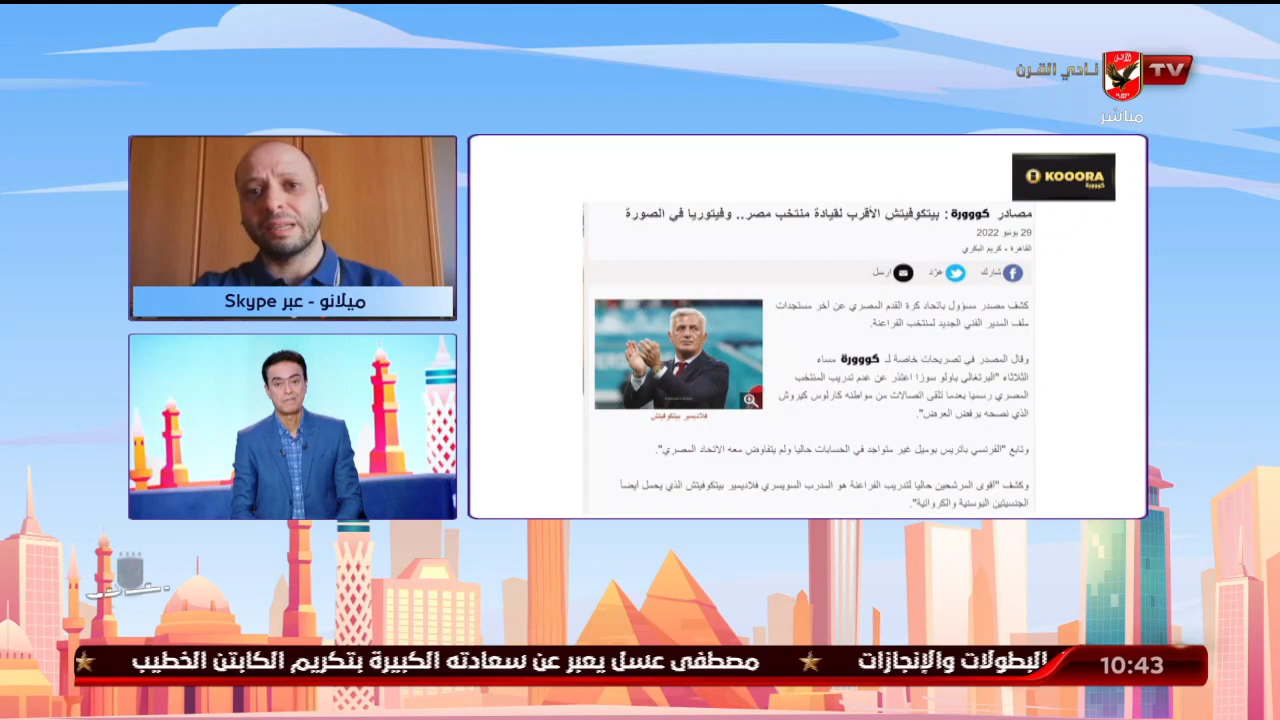 نادي القرن
TV
مباشر
KOOORA
كووورة
مصادر كووورة : بيتكوفيتش الأقرب لقيادة منتخب مصر.. وفيتوريا في الصورة
29 يونيو 2022
القاهرة - كريم البكري
شارك
غرّد
ارسل
كشف مصدر مسؤول باتحاد كرة القدم المصري عن آخر مستجدات
ملف المدير الفني الجديد لمنتخب الفراعنة.
وقال المصدر في تصريحات خاصة لـ كووورة مساء
الثلاثاء "البرتغالي باولو سوزا اعتذر عن عدم تدريب المنتخب
المصري رسميا بعدما تلقى اتصالات من مواطنه كارلوس كيروش
الذي نصحه برفض العرض".
فلاديمير بيتكوفيتش
وتابع "الفرنسي باتريس بوميل غير متواجد في الحسابات حاليا ولم يتفاوض معه الاتحاد المصري".
وكشف "أقوى المرشحين حاليا لتدريب الفراعنة هو المدرب السويسري فلاديمير بيتكوفيتش الذي يحمل أيضاً
الجنسيتين البوسنية والكرواتية".
ميلانو - عبر Skype
البطولات والإنجازات ★ مصطفى عسل يعبر عن سعادته الكبيرة بتكريم الكابتن الخطيب
10:43